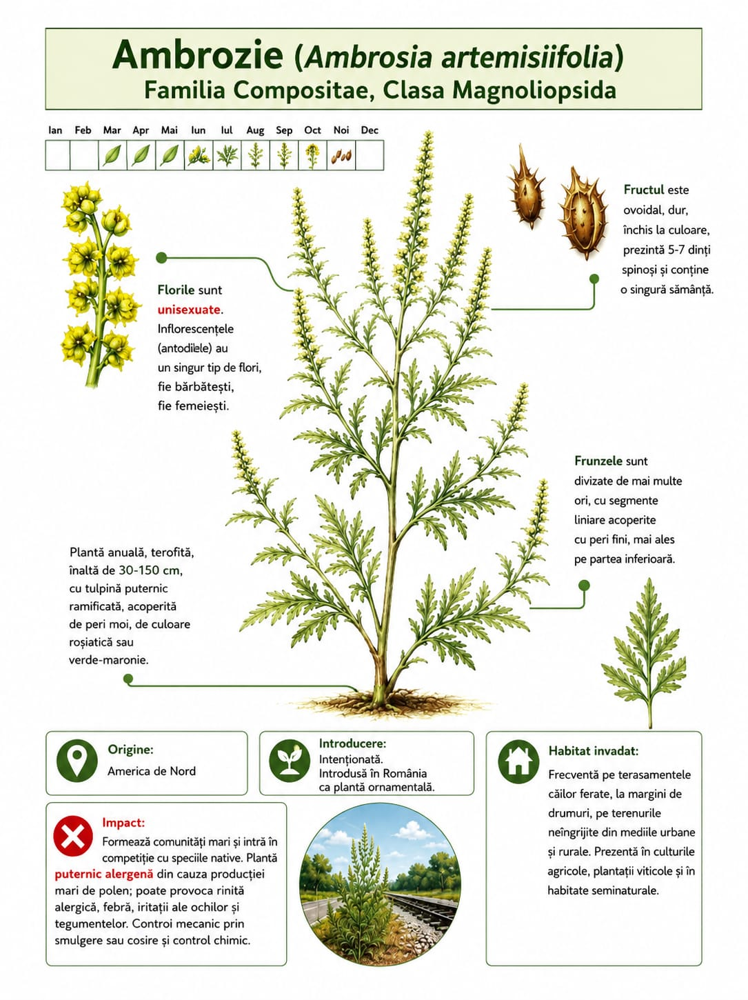 Ambrozie (Ambrosia artemisiifolia)
Familia Compositae, Clasa Magnoliopsida
Ian Feb Mar Apr Mai Iun Iul Aug Sep Oct Noi Dec
Florile sunt
unisexuate.
Inflorescențele
(antodilele) au
un singur tip de flori,
fie bărbătești,
fie femeiești.
Fructul este
ovoidal, dur,
închis la culoare,
prezintă 5-7 dinți
spinoși și conține
o singură sămânță.
Frunzele sunt
divizate de mai multe
ori, cu segmente
liniare acoperite
cu peri fini, mai ales
pe partea inferioară.
Plantă anuală, terofită,
înaltă de 30-150 cm,
cu tulpină puternic
ramificată, acoperită
de peri moi, de culoare
roșiatică sau
verde-maronie.
Origine:
America de Nord
Introducere:
Intenționată.
Introdusă în România
ca plantă ornamentală.
Habitat invadat:
Frecventă pe terasamentele
căilor ferate, la margini de
drumuri, pe terenurile
neîngrijite din mediile urbane
și rurale. Prezentă în culturile
agricole, plantații viticole și în
habitate seminaturale.
Impact:
Formează comunități mari și intră în
competiție cu speciile native. Plantă
puternic alergenă din cauza producției
mari de polen; poate provoca rinită
alergică, febră, iritații ale ochilor și
tegumentelor. Controi mecanic prin
smulgere sau cosire și control chimic.